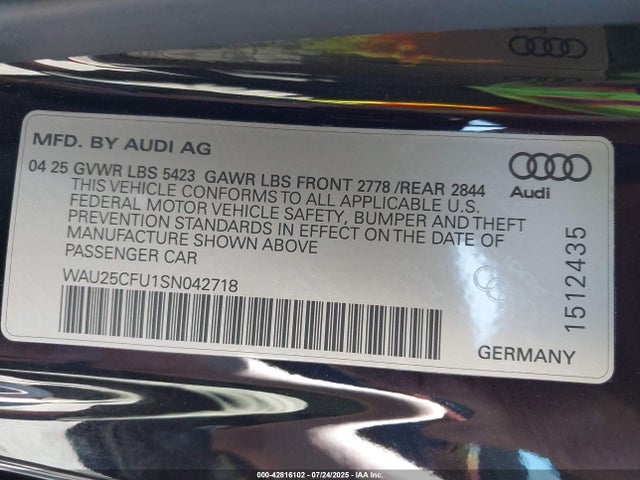 MFD. BY AUDI AG
04 25 GVWR LBS 5423 GAWR LBS FRONT 2778 /REAR 2844
THIS VEHICLE CONFORMS TO ALL APPLICABLE U.S.
FEDERAL MOTOR VEHICLE SAFETY, BUMPER AND THEFT
PREVENTION STANDARDS IN EFFECT ON THE DATE OF
MANUFACTURE SHOWN ABOVE
PASSENGER CAR
WAU25CFU1SN042718
Audi
1512435
GERMANY
000-42816102 - 07/24/2025 - IAA Inc.